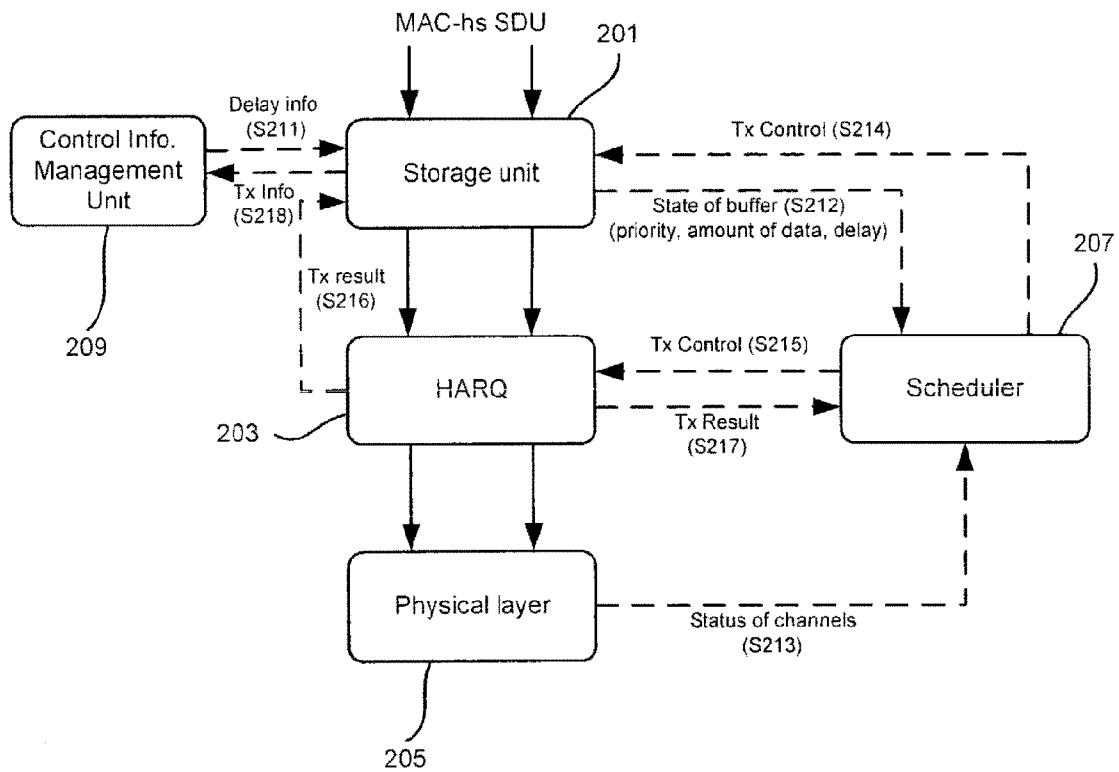 MAC-hs SDU
201
Delay info
(S211)
Tx Control (S214)
Control Info.
Management
Unit
Storage unit
Tx Info
(S218)
State of buffer (S212)
(priority, amount of data, delay)
207
Tx result
(S216)
209
Tx Control (S215)
HARQ
Scheduler
203
Tx Result
(S217)
Physical layer
Status of channels
(S213)
205